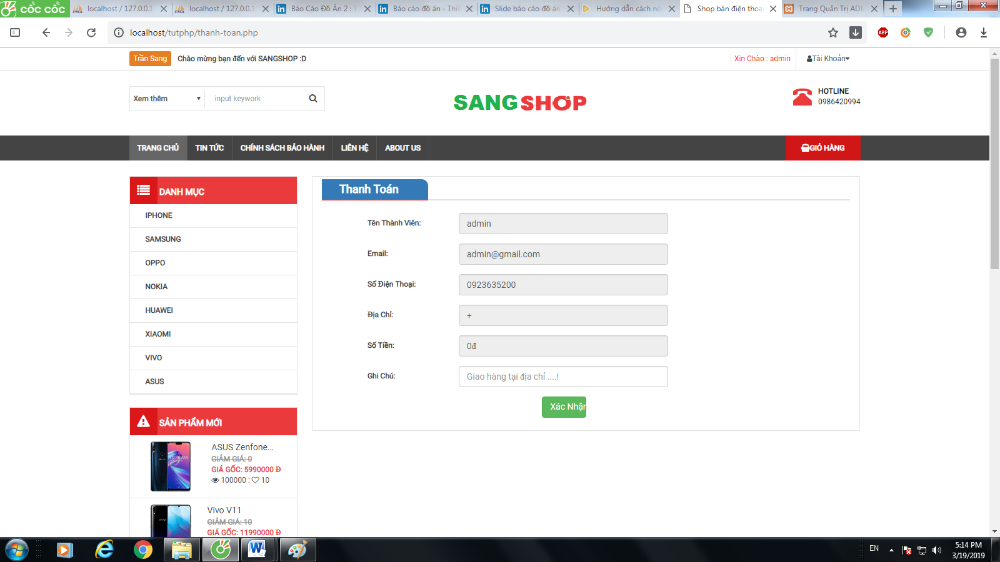 cốc cốc
localhost / 127.0.0.1
localhost / 127.0.0.1
Báo Cáo Đồ Án 2 : T
Báo cáo đồ án - Thiế
Slide báo cáo đồ án
Hướng dẫn cách né
Shop bán điện thoạ
Trang Quản Trị ADM
localhost/tutphp/thanh-toan.php
ABP
Trần Sang
Chào mừng bạn đến với SANGSHOP :D
Xin Chào : admin
Tài Khoản
Xem thêm
input keywork
SANG SHOP
HOTLINE
0986420994
TRANG CHỦ
TIN TỨC
CHÍNH SÁCH BẢO HÀNH
LIÊN HỆ
ABOUT US
GIỎ HÀNG
DANH MỤC
IPHONE
SAMSUNG
OPPO
NOKIA
HUAWEI
XIAOMI
VIVO
ASUS
Thanh Toán
Tên Thành Viên:
admin
Email:
admin@gmail.com
Số Điện Thoại:
0923635200
Địa Chỉ:
+
Số Tiền:
0đ
Ghi Chú:
Giao hàng tại địa chỉ ....!
Xác Nhận
SẢN PHẨM MỚI
ASUS Zenfone...
GIẢM GIÁ: 0
GIÁ GỐC: 5990000 Đ
100000 : 10
Vivo V11
GIẢM GIÁ: 10
GIÁ GỐC: 11990000 Đ
EN
5:14 PM
3/19/2019